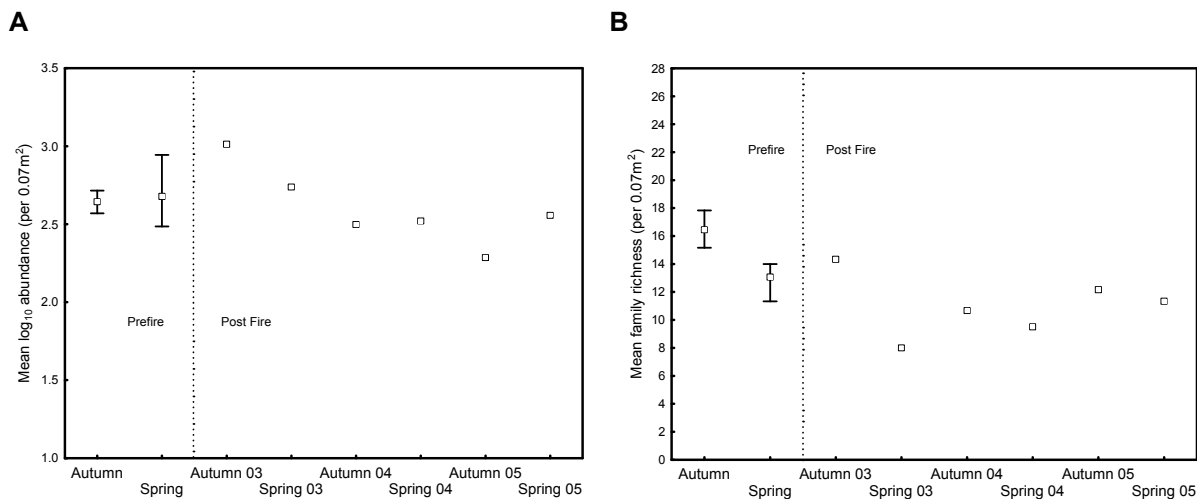 A
Mean log₁₀ abundance (per 0.07m²)
3.5
3.0
2.5
2.0
1.5
1.0
Prefire
Post Fire
Autumn
Spring
Autumn 03
Spring 03
Autumn 04
Spring 04
Autumn 05
Spring 05
B
Mean family richness (per 0.07m²)
28
26
24
22
20
18
16
14
12
10
8
6
4
2
0
Prefire
Post Fire
Autumn
Spring
Autumn 03
Spring 03
Autumn 04
Spring 04
Autumn 05
Spring 05